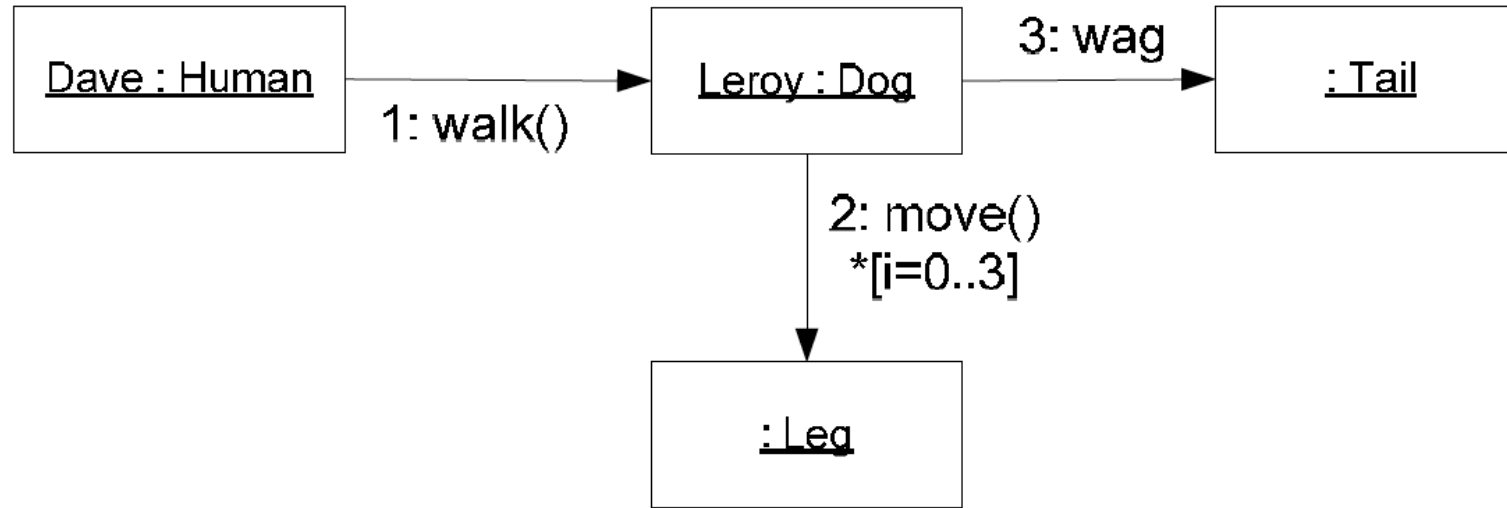 Dave : Human
1: walk()
Leroy : Dog
3: wag
: Tail
2: move()
*[i=0..3]
: Leg